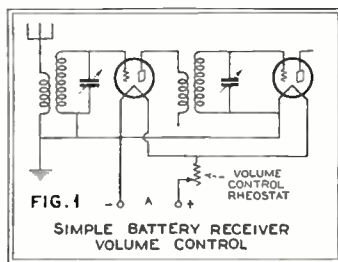 VOLUME
CONTROL
RHEOSTAT
FIG. 1
- A +
SIMPLE BATTERY RECEIVER
VOLUME CONTROL